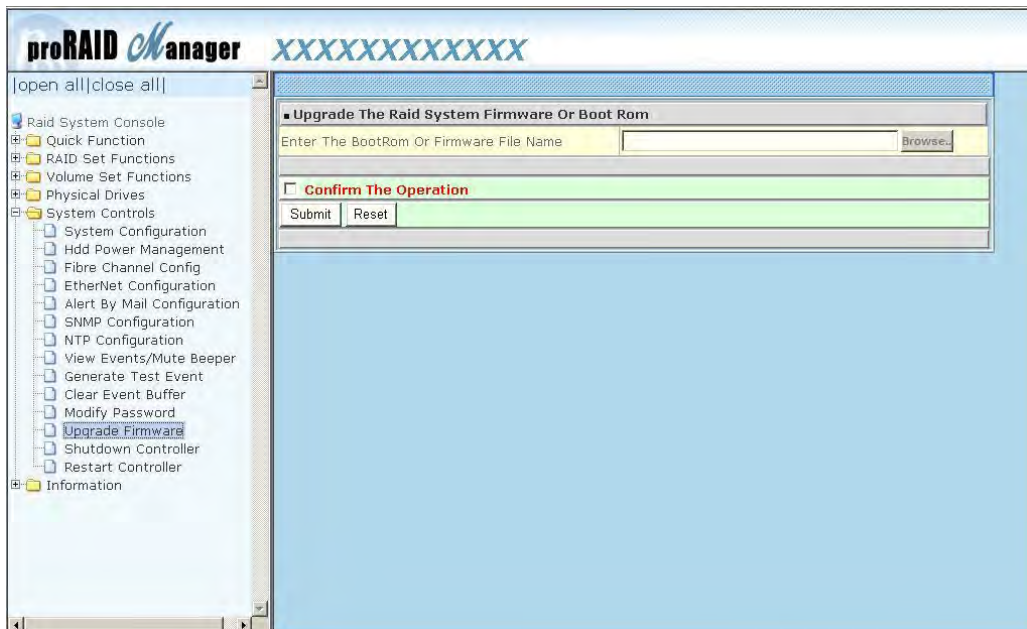 proRAID Manager XXXXXXXXXXXX
|open all|close all|
Raid System Console
Quick Function
RAID Set Functions
Volume Set Functions
Physical Drives
System Controls
System Configuration
Hdd Power Management
Fibre Channel Config
EtherNet Configuration
Alert By Mail Configuration
SNMP Configuration
NTP Configuration
View Events/Mute Beeper
Generate Test Event
Clear Event Buffer
Modify Password
Upgrade Firmware
Shutdown Controller
Restart Controller
Information
Upgrade The Raid System Firmware Or Boot Rom
Enter The BootRom Or Firmware File Name Browse..
Confirm The Operation
Submit Reset